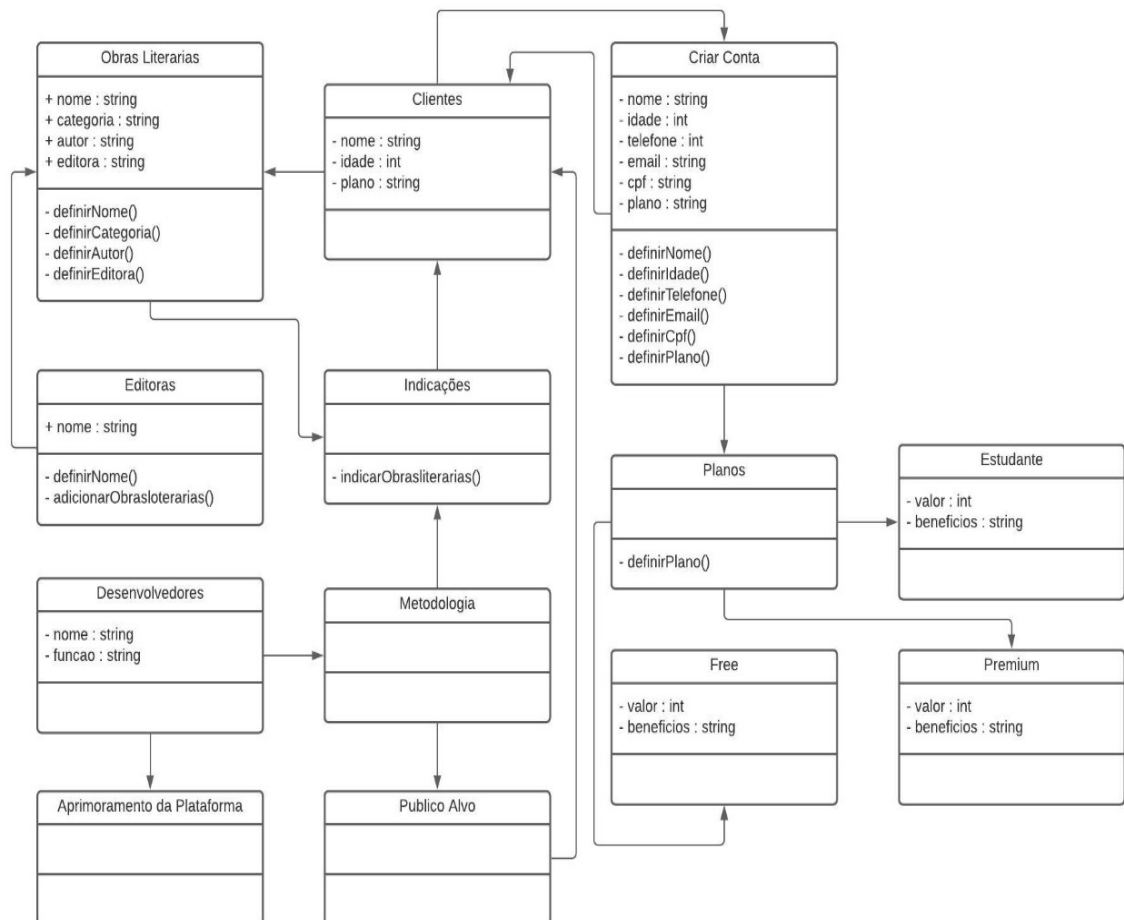 Obras Literarias
+ nome : string
+ categoria : string
+ autor : string
+ editora : string
- definirNome()
- definirCategoria()
- definirAutor()
- definirEditora()
Clientes
- nome : string
- idade : int
- plano : string
Criar Conta
- nome : string
- idade : int
- telefone : int
- email : string
- cpf : string
- plano : string
- definirNome()
- definirIdade()
- definirTelefone()
- definirEmail()
- definirCpf()
- definirPlano()
Editoras
+ nome : string
- definirNome()
- adicionarObrasloterarias()
Indicações
- indicarObrasliterarias()
Planos
- definirPlano()
Estudante
- valor : int
- beneficios : string
Desenvolvedores
- nome : string
- funcao : string
Metodologia
Free
- valor : int
- beneficios : string
Premium
- valor : int
- beneficios : string
Aprimoramento da Plataforma
Publico Alvo